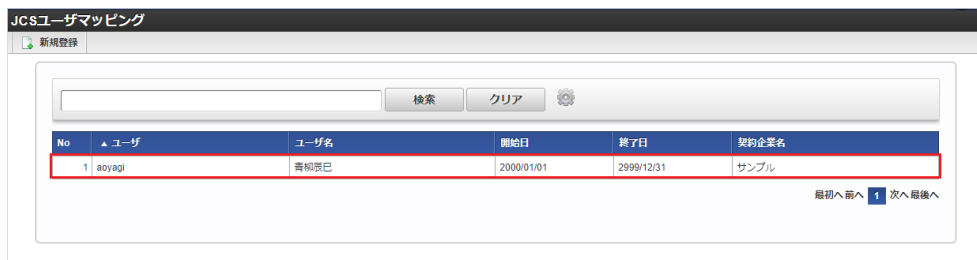 JCSユーザマッピング
新規登録
検索 クリア
No ▲ ユーザ ユーザ名 開始日 終了日 契約企業名
1 aoyagi 青柳辰巳 2000/01/01 2999/12/31 サンプル
最初へ 前へ 1 次へ 最後へ